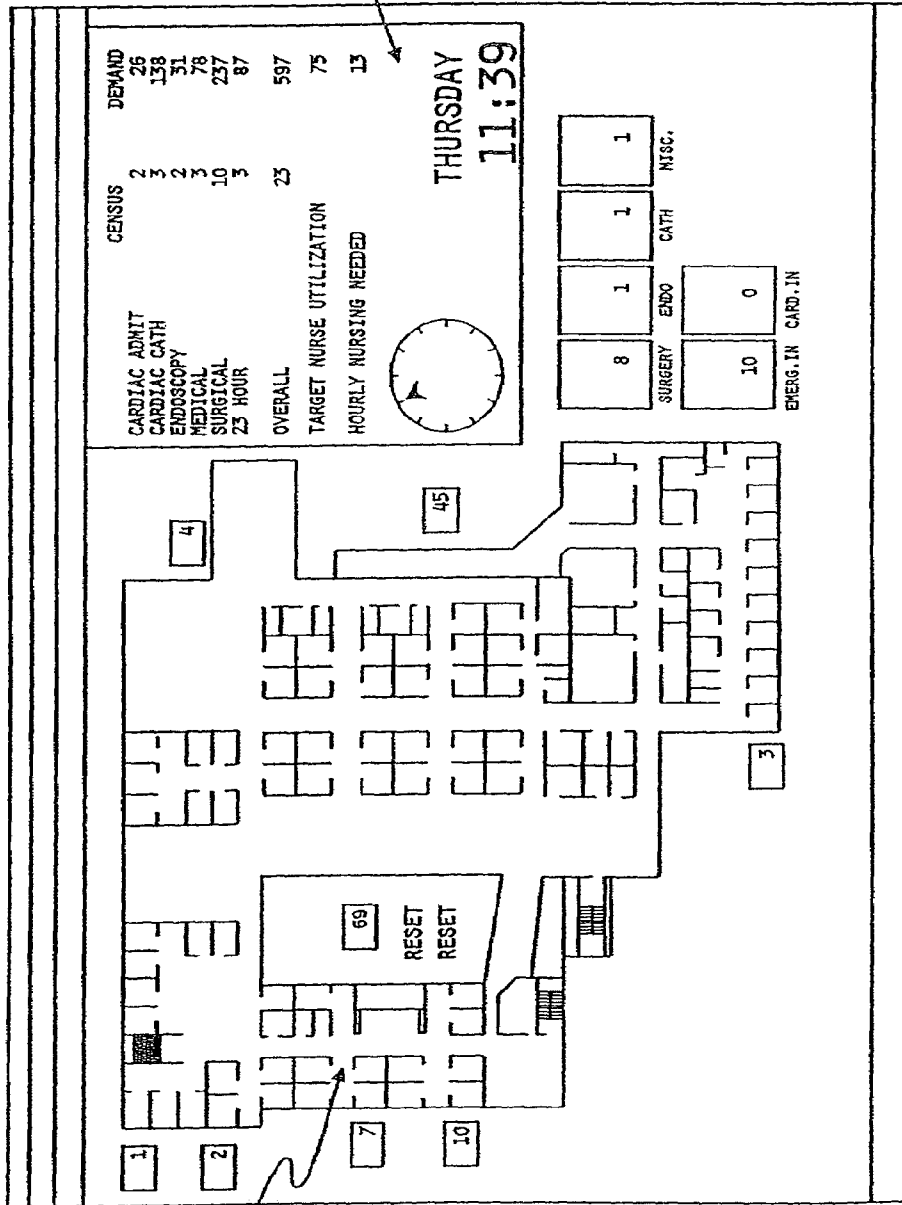 CENSUS DEMAND
CARDIAC ADMIT 2 26
CARDIAC CATH 3 138
ENDOSCOPY 2 31
MEDICAL 3 78
SURGICAL 10 237
23 HOUR 3 87
OVERALL 23 597
TARGET NURSE UTILIZATION 75
HOURLY NURSING NEEDED 13
THURSDAY
11:39
1
4
2
69
7
RESET
RESET
45
10
3
8 1 1 1
SURGERY ENDO CATH MISC.
10 0
EMERG.IN CARD.IN